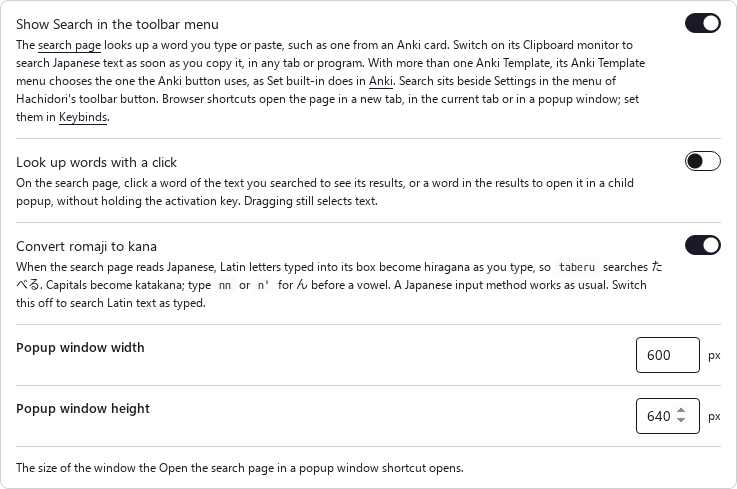 Show Search in the toolbar menu
The search page looks up a word you type or paste, such as one from an Anki card. Switch on its Clipboard monitor to
search Japanese text as soon as you copy it, in any tab or program. With more than one Anki Template, its Anki Template
menu chooses the one the Anki button uses, as Set built-in does in Anki. Search sits beside Settings in the menu of
Hachidori's toolbar button. Browser shortcuts open the page in a new tab, in the current tab or in a popup window; set
them in Keybinds.
Look up words with a click
On the search page, click a word of the text you searched to see its results, or a word in the results to open it in a child
popup, without holding the activation key. Dragging still selects text.
Convert romaji to kana
When the search page reads Japanese, Latin letters typed into its box become hiragana as you type, so taberu searches た
べる. Capitals become katakana; type nn or n' for ん before a vowel. A Japanese input method works as usual. Switch
this off to search Latin text as typed.
Popup window width
600 px
Popup window height
640 px
The size of the window the Open the search page in a popup window shortcut opens.